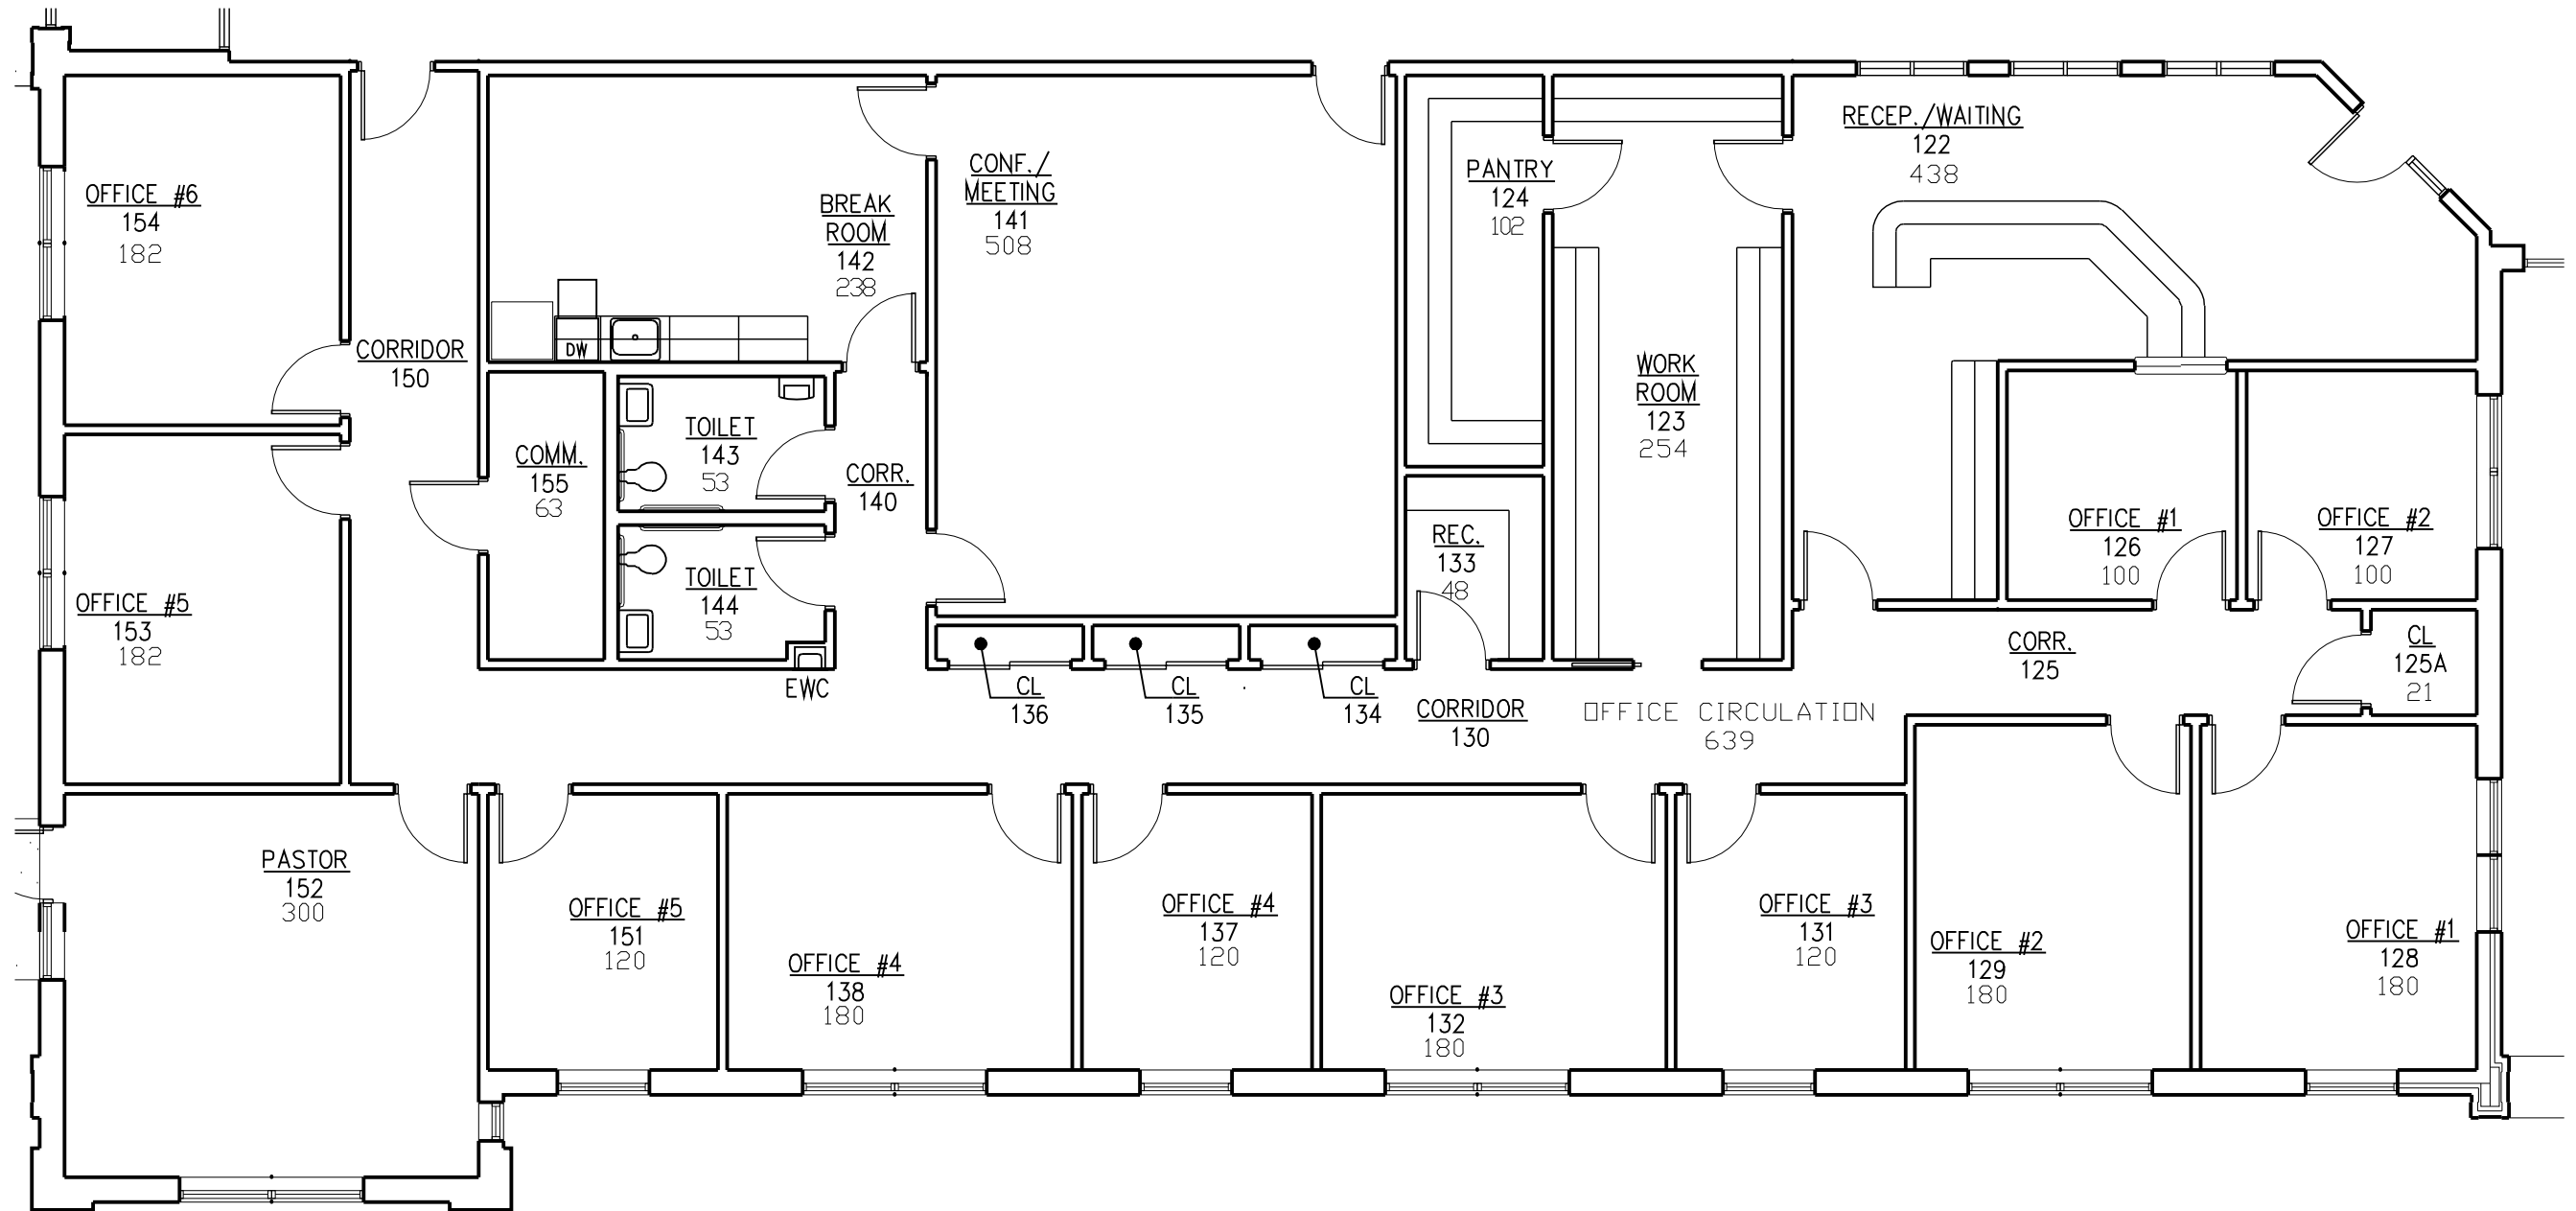 RECEP./WAITING
122
438
CONF./
MEETING
141
508
PANTRY
124
102
OFFICE #6
154
182
BREAK
ROOM
142
238
DW
CORRIDOR
150
WORK
ROOM
123
254
TOILET
143
53
COMM.
155
63
CORR.
140
REC.
133
48
OFFICE #1
126
100
OFFICE #2
127
100
TOILET
144
53
OFFICE #5
153
182
EWC
CL
136
CL
135
CL
134
CORRIDOR
130
OFFICE CIRCULATION
639
CORR.
125
CL
125A
21
PASTOR
152
300
OFFICE #5
151
120
OFFICE #4
138
180
OFFICE #4
137
120
OFFICE #3
132
180
OFFICE #3
131
120
OFFICE #2
129
180
OFFICE #1
128
180